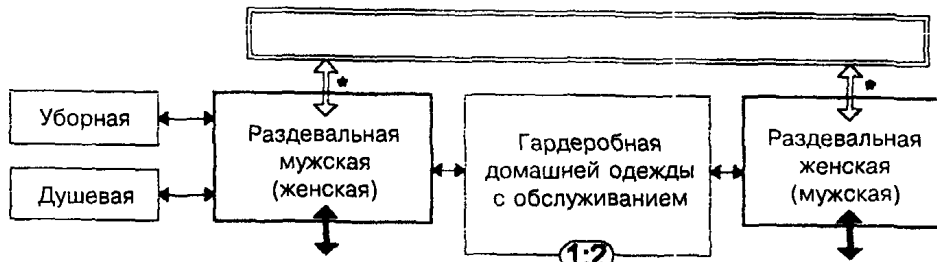 *
*
Уборная
Душевая
Раздевальная
мужская
(женская)
Гардеробная
домашней одежды
с обслуживанием
1:2
Раздевальная
женская
(мужская)